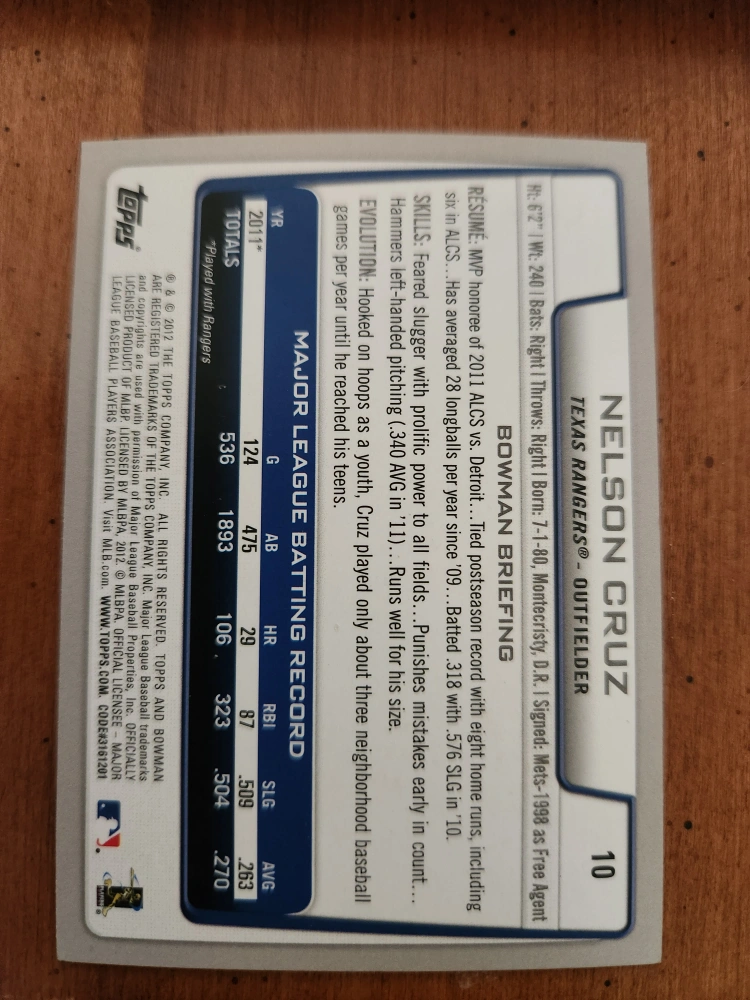 10
NELSON CRUZ
TEXAS RANGERS® - OUTFIELDER
Ht: 6'2" | Wt: 240 | Bats: Right | Throws: Right | Born: 7-1-80, Montecristy, D.R. | Signed: Mets-1998 as Free Agent
BOWMAN BRIEFING
RÉSUMÉ: MVP honoree of 2011 ALCS vs. Detroit...Tied postseason record with eight home runs, including
six in ALCS....Has averaged 28 longballs per year since '09...Batted .318 with .576 SLG in '10.
SKILLS: Feared slugger with prolific power to all fields...Punishes mistakes early in count...
Hammers left-handed pitching (.340 AVG in '11)...Runs well for his size.
EVOLUTION: Hooked on hoops as a youth, Cruz played only about three neighborhood baseball
games per year until he reached his teens.
MAJOR LEAGUE BATTING RECORD
YR G AB HR RBI SLG AVG
2011* 124 475 29 87 .509 .263
TOTALS 536 1893 106 323 .504 .270
*Played with Rangers
topps
® & © 2012 THE TOPPS COMPANY, INC. ALL RIGHTS RESERVED. TOPPS AND BOWMAN
ARE REGISTERED TRADEMARKS OF THE TOPPS COMPANY, INC. Major League Baseball trademarks
and copyrights are used with permission of Major League Baseball Properties, Inc. OFFICIALLY
LICENSED PRODUCT OF MLBP. LICENSED BY MLBPA, 2012. © MLBPA. OFFICIAL LICENSEE – MAJOR
LEAGUE BASEBALL PLAYERS ASSOCIATION. Visit MLB.com. WWW.TOPPS.COM. CODE#3161201